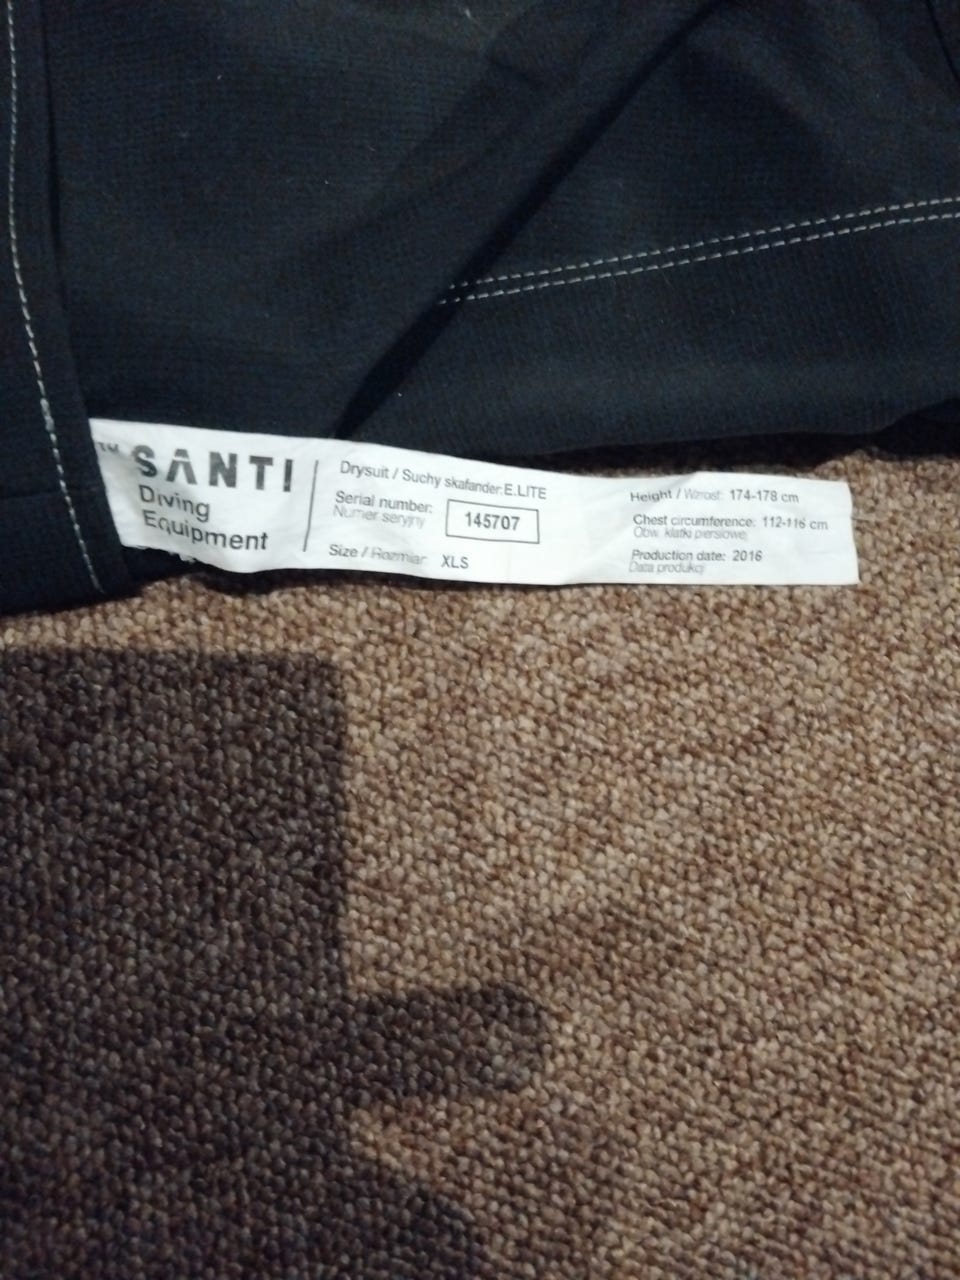 ™ SANTI
Diving
Equipment
Drysuit / Suchy skafander: E.LITE
Serial number: 145707
Numer seryjny
Size / Rozmiar XLS
Height / Wzrost: 174-178 cm
Chest circumference: 112-116 cm
Obw. klatki piersiowej
Production date: 2016
Data produkcji